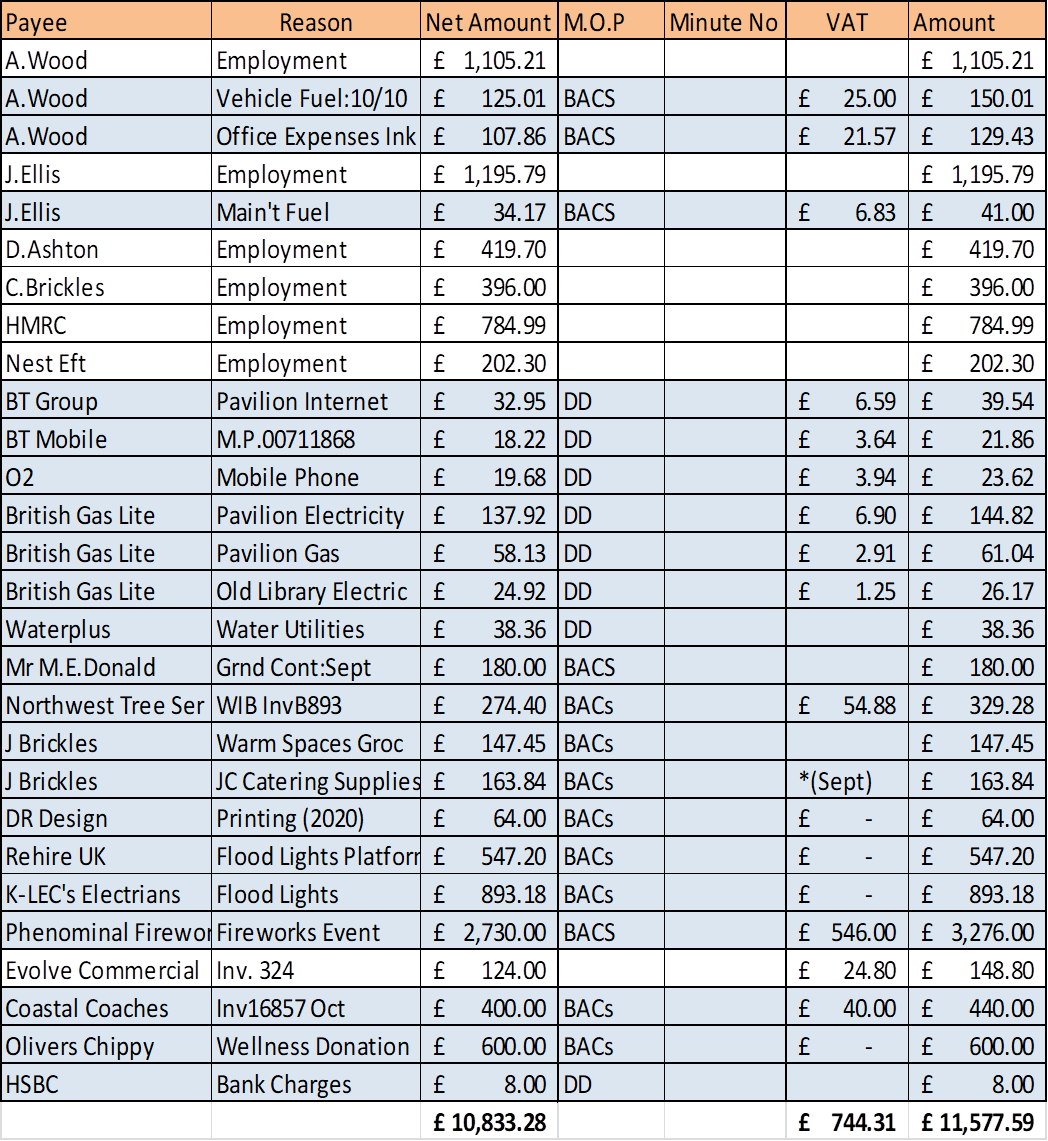 Payee Reason Net Amount M.O.P Minute No VAT Amount
A.Wood Employment £ 1,105.21 £ 1,105.21
A.Wood Vehicle Fuel:10/10 £ 125.01 BACS £ 25.00 £ 150.01
A.Wood Office Expenses Ink £ 107.86 BACS £ 21.57 £ 129.43
J.Ellis Employment £ 1,195.79 £ 1,195.79
J.Ellis Main't Fuel £ 34.17 BACS £ 6.83 £ 41.00
D.Ashton Employment £ 419.70 £ 419.70
C.Brickles Employment £ 396.00 £ 396.00
HMRC Employment £ 784.99 £ 784.99
Nest Eft Employment £ 202.30 £ 202.30
BT Group Pavilion Internet £ 32.95 DD £ 6.59 £ 39.54
BT Mobile M.P.00711868 £ 18.22 DD £ 3.64 £ 21.86
O2 Mobile Phone £ 19.68 DD £ 3.94 £ 23.62
British Gas Lite Pavilion Electricity £ 137.92 DD £ 6.90 £ 144.82
British Gas Lite Pavilion Gas £ 58.13 DD £ 2.91 £ 61.04
British Gas Lite Old Library Electric £ 24.92 DD £ 1.25 £ 26.17
Waterplus Water Utilities £ 38.36 DD £ 38.36
Mr M.E.Donald Grnd Cont:Sept £ 180.00 BACS £ 180.00
Northwest Tree Ser WIB InvB893 £ 274.40 BACs £ 54.88 £ 329.28
J Brickles Warm Spaces Groc £ 147.45 BACs £ 147.45
J Brickles JC Catering Supplies £ 163.84 BACs *(Sept) £ 163.84
DR Design Printing (2020) £ 64.00 BACs £ - £ 64.00
Rehire UK Flood Lights Platforr £ 547.20 BACs £ - £ 547.20
K-LEC's Electrians Flood Lights £ 893.18 BACs £ - £ 893.18
Phenominal Firewor Fireworks Event £ 2,730.00 BACS £ 546.00 £ 3,276.00
Evolve Commercial Inv. 324 £ 124.00 £ 24.80 £ 148.80
Coastal Coaches Inv16857 Oct £ 400.00 BACs £ 40.00 £ 440.00
Olivers Chippy Wellness Donation £ 600.00 BACs £ - £ 600.00
HSBC Bank Charges £ 8.00 DD £ 8.00
£ 10,833.28 £ 744.31 £ 11,577.59